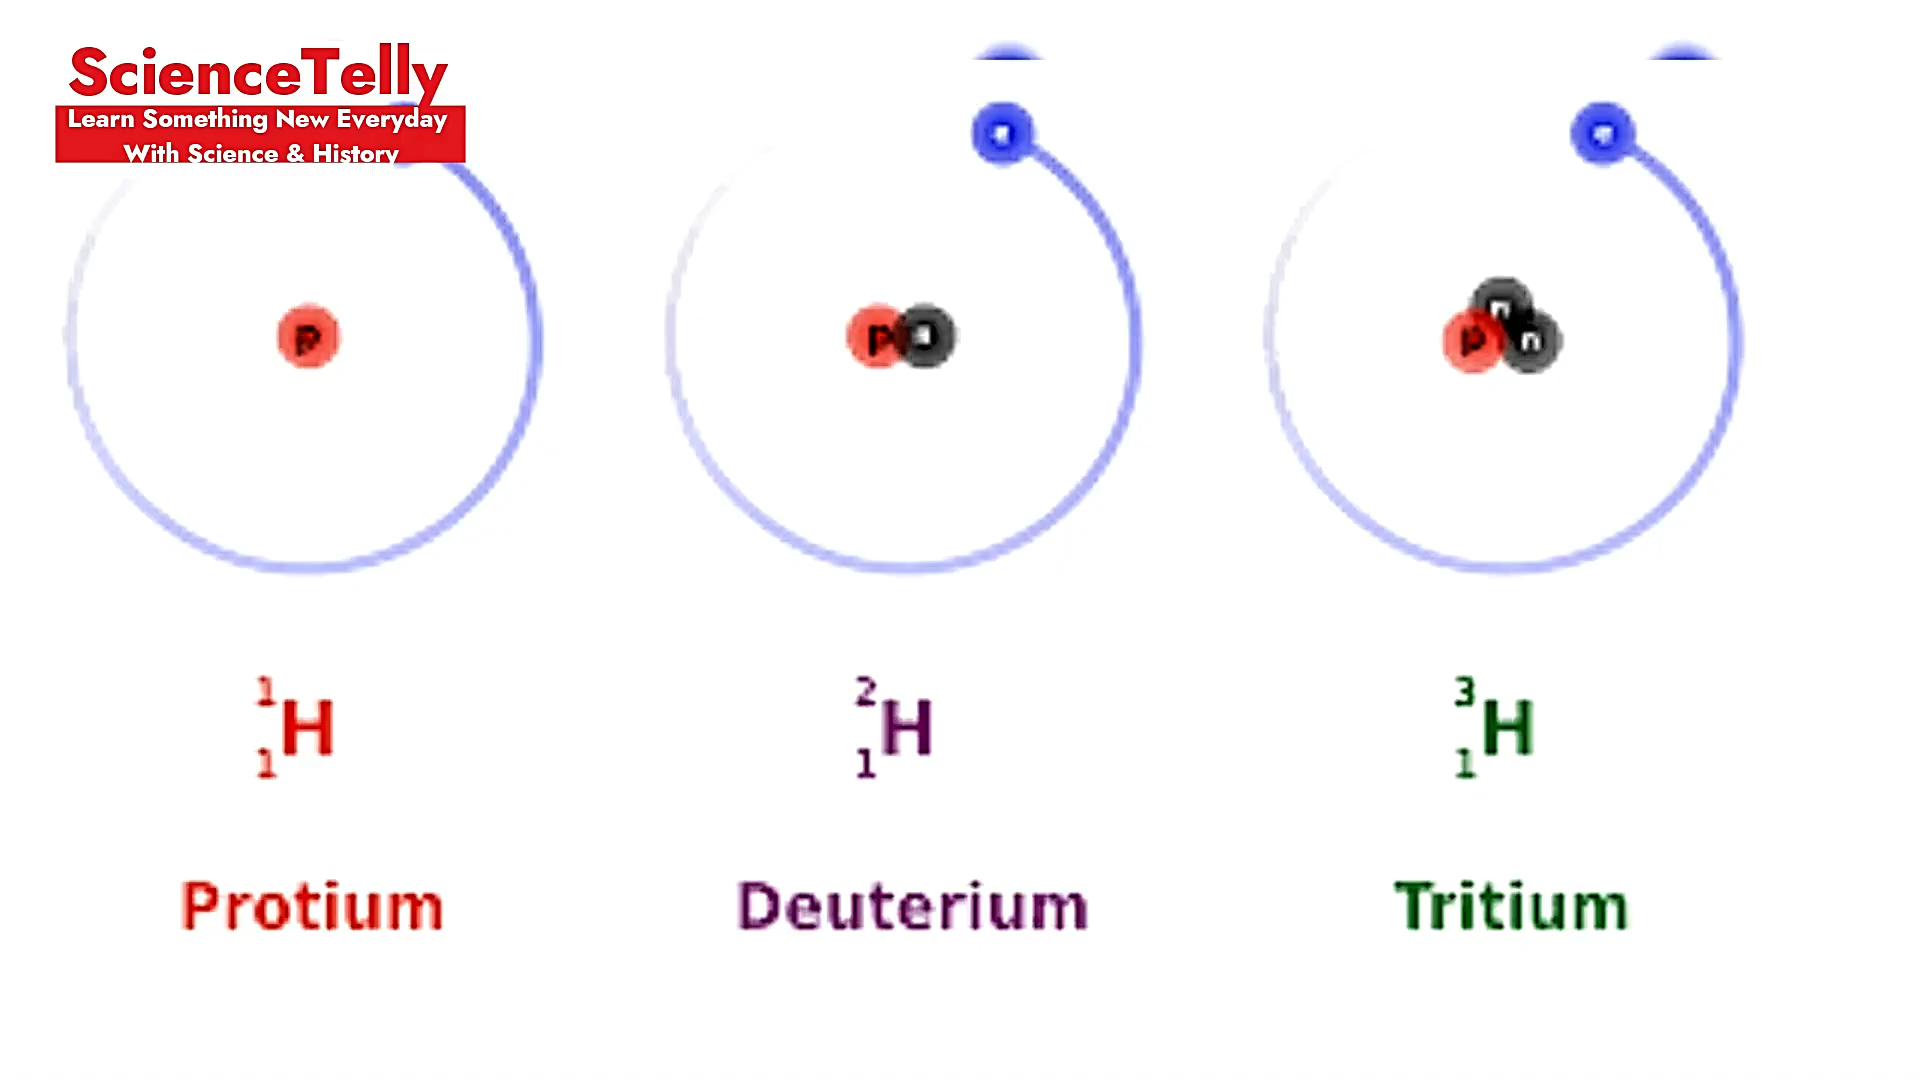 ScienceTelly
Learn Something New Everyday
With Science & History
p
p
n
p n
1
1 H
2
1 H
3
1 H
Protium
Deuterium
Tritium